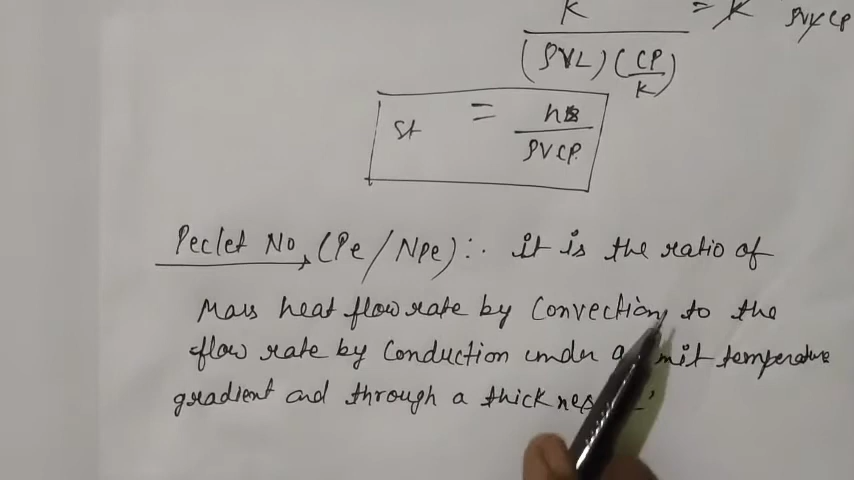 K = K
(ρVL) (CP/K) ρVCP
St = h/ρVCP
Peclet No, (Pe/NPe):. it is the ratio of
Mass heat flow rate by Convection to the
flow rate by Conduction under a unit temperature
gradient and through a thickness L'